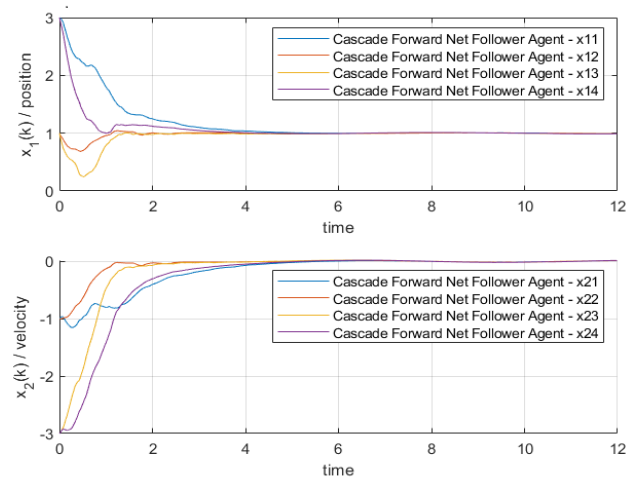 3
2
1
0
x1(k) / position
Cascade Forward Net Follower Agent - x11
Cascade Forward Net Follower Agent - x12
Cascade Forward Net Follower Agent - x13
Cascade Forward Net Follower Agent - x14
0 2 4 6 8 10 12
time
0
-1
-2
-3
x2(k) / velocity
Cascade Forward Net Follower Agent - x21
Cascade Forward Net Follower Agent - x22
Cascade Forward Net Follower Agent - x23
Cascade Forward Net Follower Agent - x24
0 2 4 6 8 10 12
time